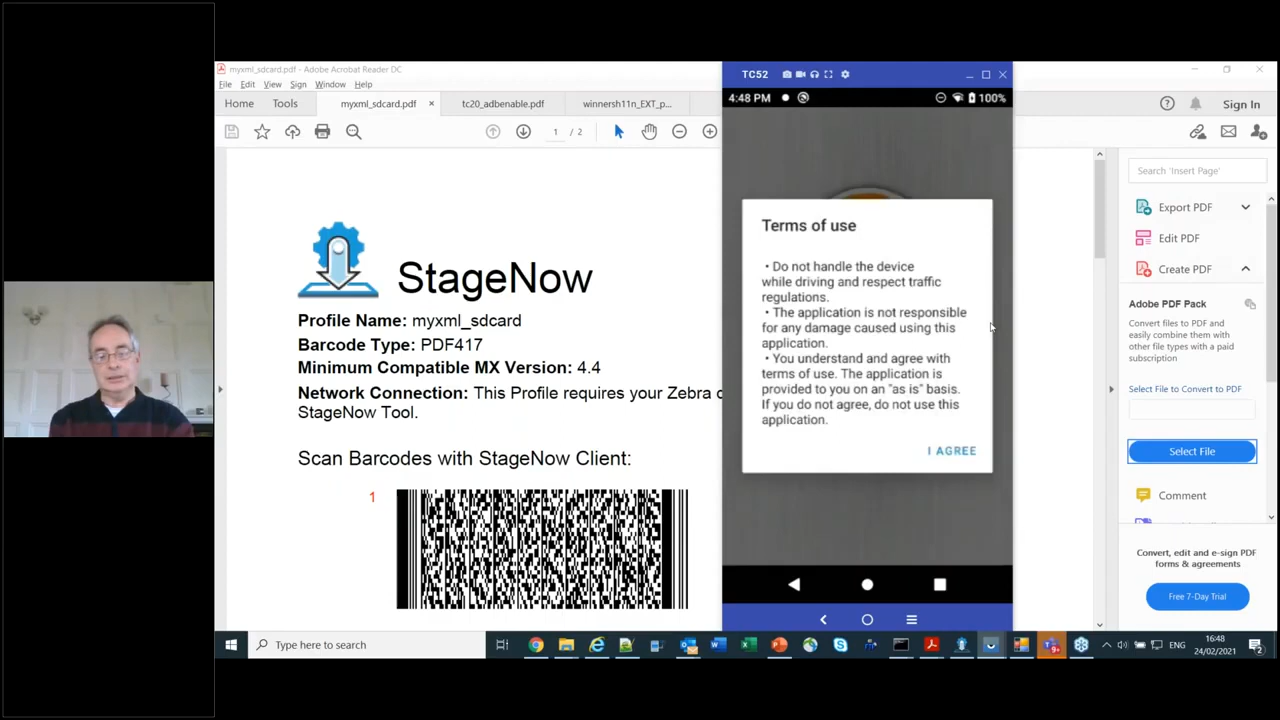 myxml_sdcard.pdf - Adobe Acrobat Reader DC
File Edit View Sign Window Help
Home Tools myxml_sdcard.pdf × tc20_adbenable.pdf winnersh11n_EXT_p...
Sign In
1 / 2
StageNow
Profile Name: myxml_sdcard
Barcode Type: PDF417
Minimum Compatible MX Version: 4.4
Network Connection: This Profile requires your Zebra
StageNow Tool.
Scan Barcodes with StageNow Client:
1
TC52
4:48 PM
100%
Terms of use
• Do not handle the device
while driving and respect traffic
regulations.
• The application is not responsible
for any damage caused using this
application.
• You understand and agree with
terms of use. The application is
provided to you on an "as is" basis.
If you do not agree, do not use this
application.
I AGREE
Search 'Insert Page'
Export PDF
Edit PDF
Create PDF
Adobe PDF Pack
Convert files to PDF and
easily combine them with
other file types with a paid
subscription
Select File to Convert to PDF
Select File
Comment
Convert, edit and e-sign PDF
forms & agreements
Free 7-Day Trial
Type here to search
ENG
16:48
24/02/2021